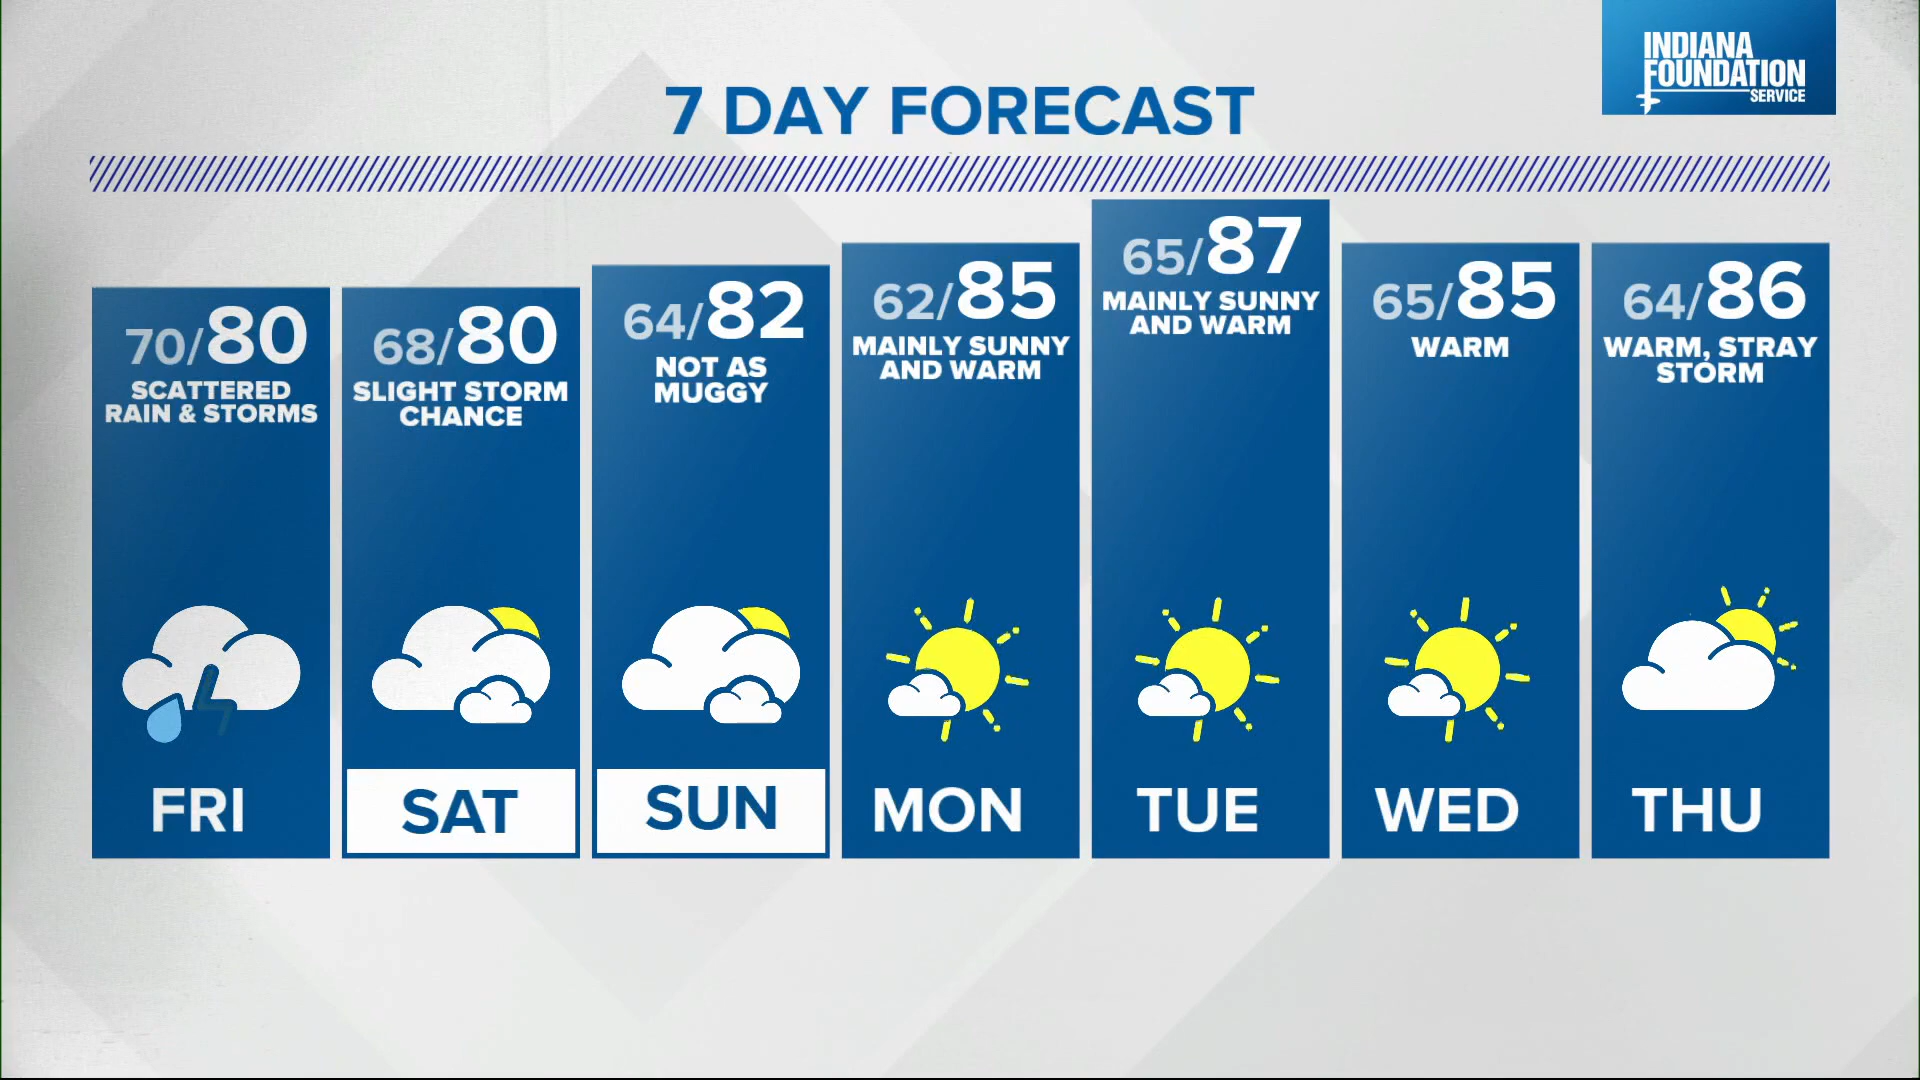 INDIANA
FOUNDATION
SERVICE
7 DAY FORECAST
70/80
SCATTERED
RAIN & STORMS
FRI
68/80
SLIGHT STORM
CHANCE
SAT
64/82
NOT AS
MUGGY
SUN
62/85
MAINLY SUNNY
AND WARM
MON
65/87
MAINLY SUNNY
AND WARM
TUE
65/85
WARM
WED
64/86
WARM, STRAY
STORM
THU